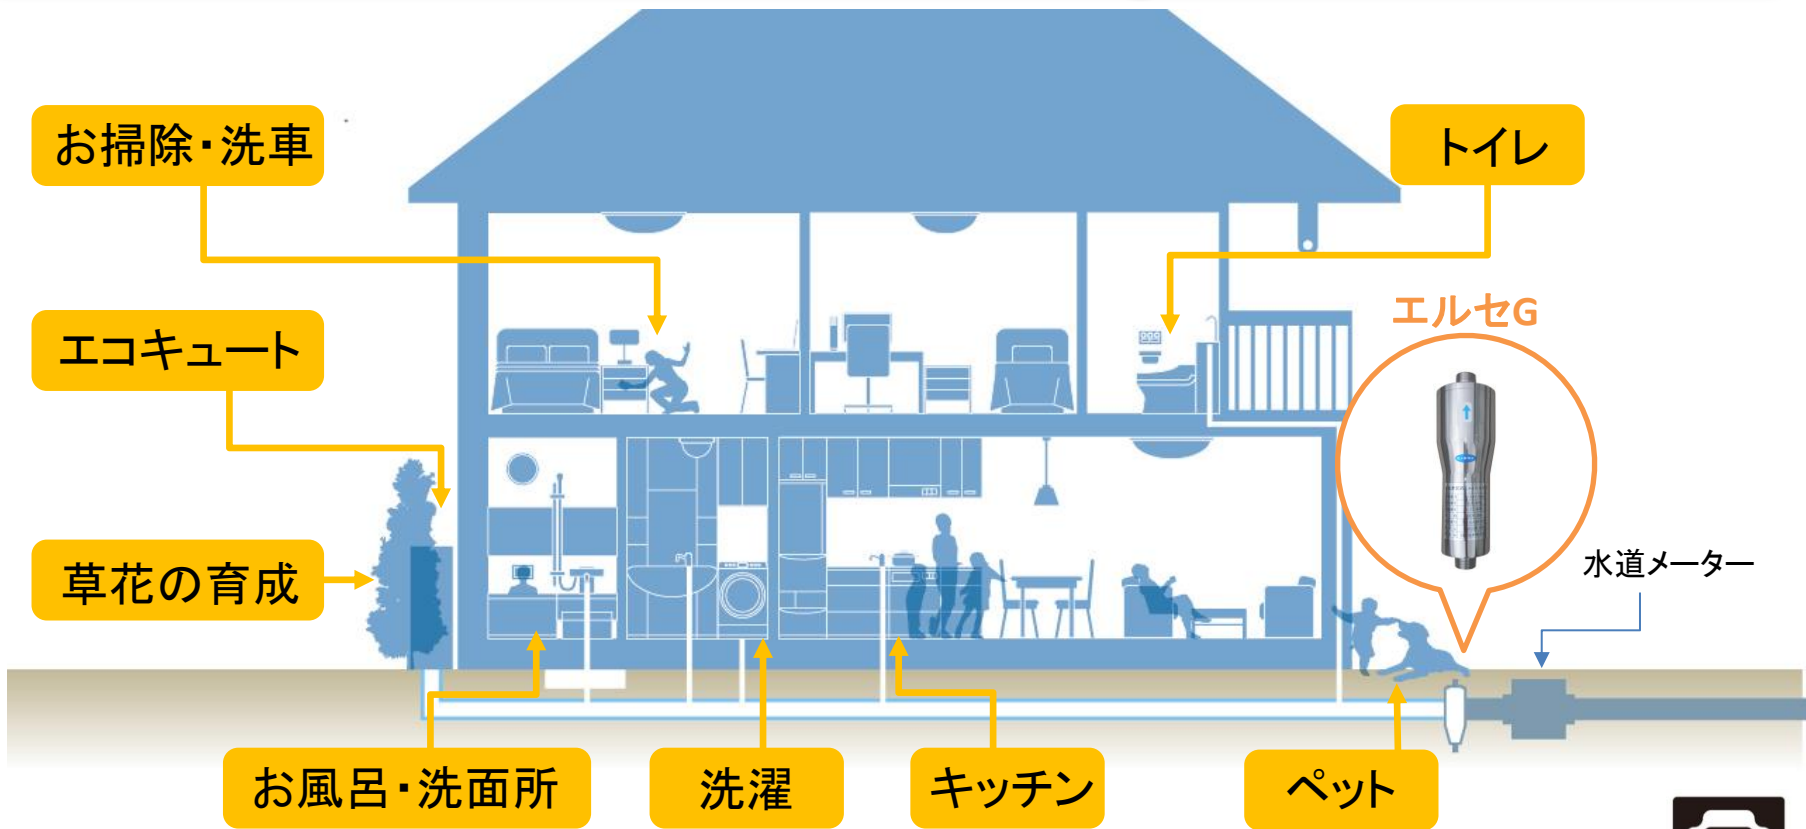 お掃除・洗車
トイレ
エルセG
エコキュート
水道メーター
草花の育成
お風呂・洗面所
洗濯
キッチン
ペット